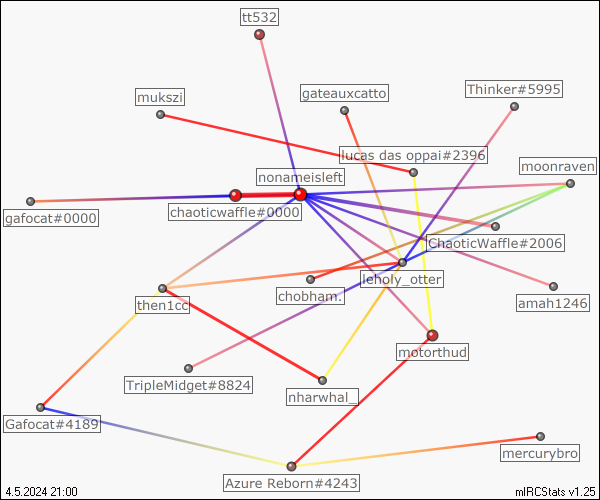 tt532
mukszi
gateauxcatto
Thinker#5995
lucas das oppai#2396
nonameisleft
moonraven
gafocat#0000
chaoticwaffle#0000
ChaoticWaffle#2006
leholy_otter
then1cc
chobham.
amah1246
motorthud
TripleMidget#8824
nharwhal_
Gafocat#4189
mercurybro
Azure Reborn#4243
4.5.2024 21:00
mIRCStats v1.25